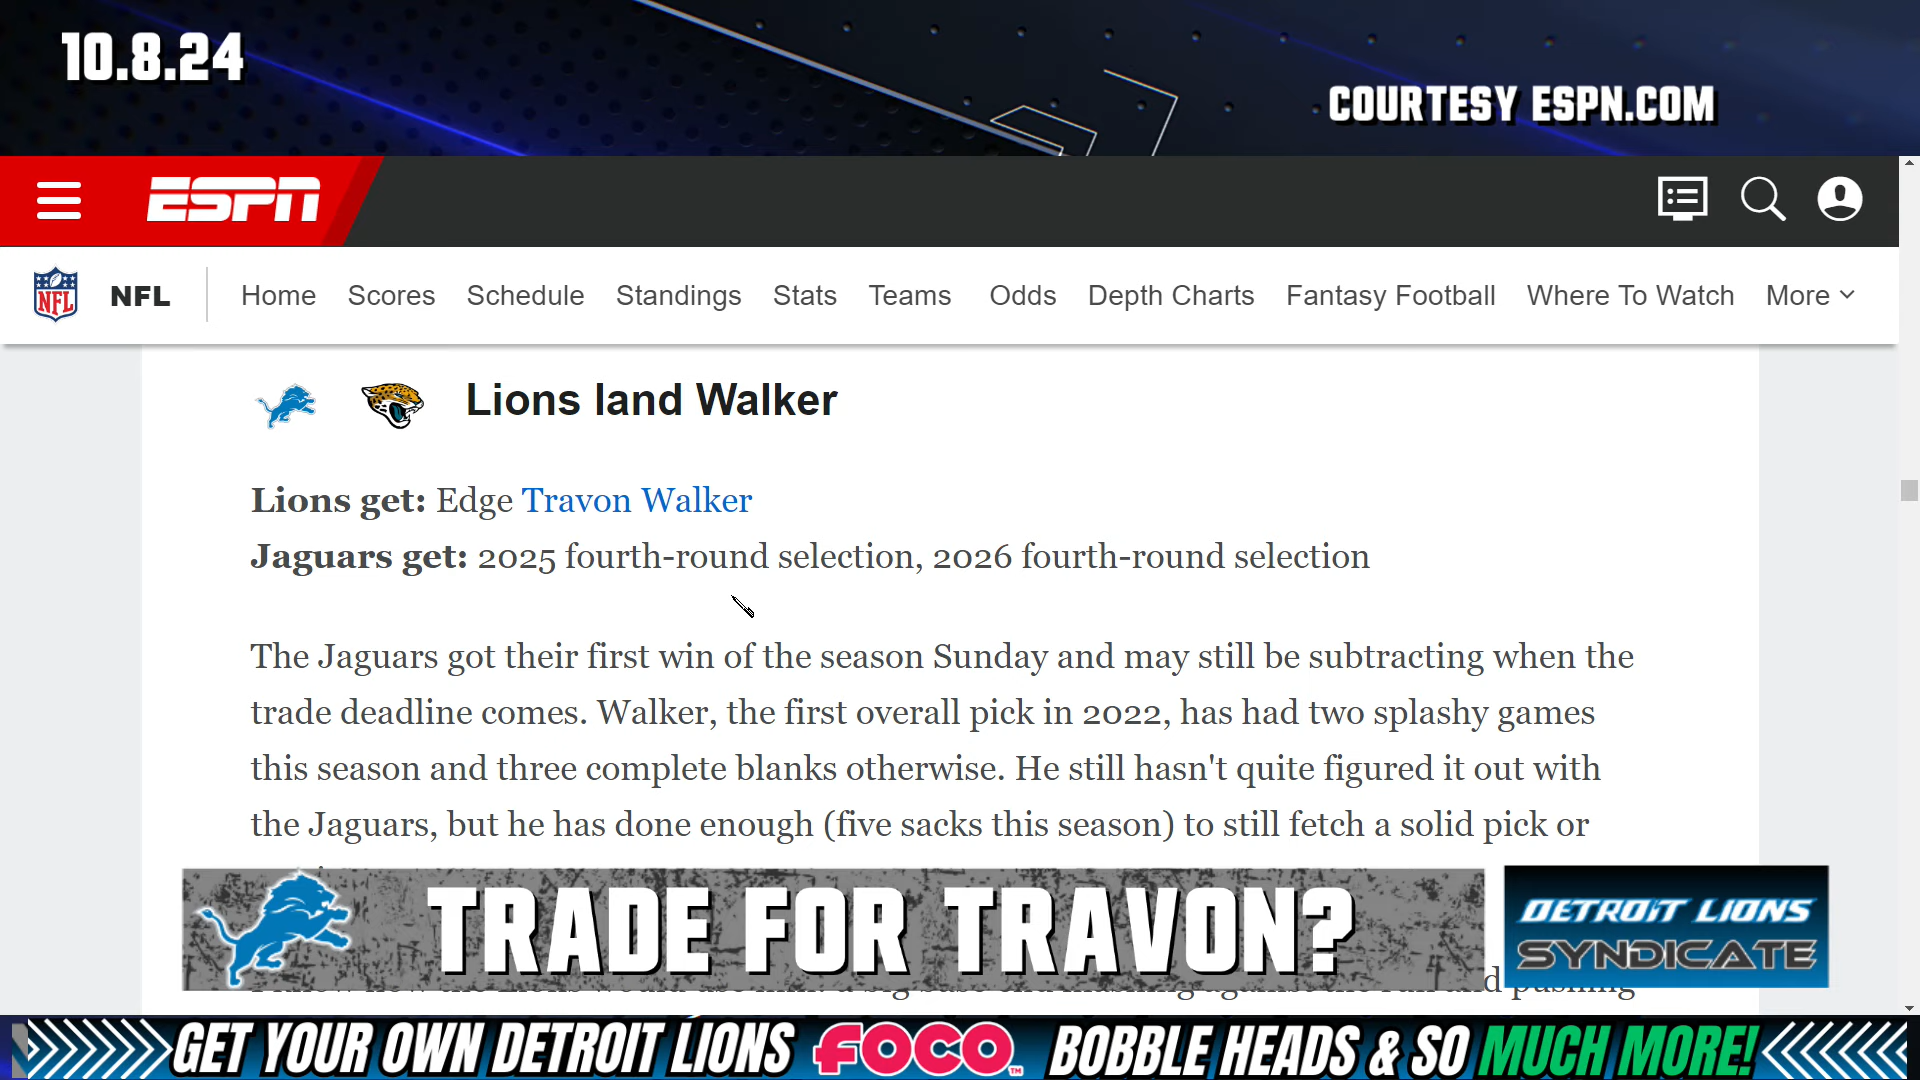 10.8.24
COURTESY ESPN.COM
ESPN
NFL NFL Home Scores Schedule Standings Stats Teams Odds Depth Charts Fantasy Football Where To Watch More
Lions land Walker
Lions get: Edge Travon Walker
Jaguars get: 2025 fourth-round selection, 2026 fourth-round selection
The Jaguars got their first win of the season Sunday and may still be subtracting when the
trade deadline comes. Walker, the first overall pick in 2022, has had two splashy games
this season and three complete blanks otherwise. He still hasn't quite figured it out with
the Jaguars, but he has done enough (five sacks this season) to still fetch a solid pick or
TRADE FOR TRAVON?
DETROIT LIONS
SYNDICATE
GET YOUR OWN DETROIT LIONS FOCO™ BOBBLE HEADS & SO MUCH MORE!